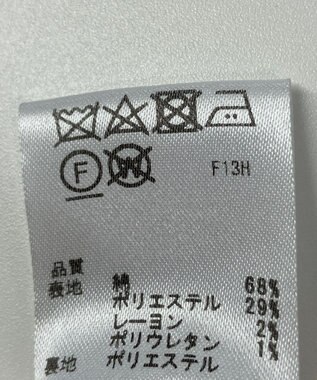 F W F13H
品質
表地 綿 68%
ポリエステル 29%
レーヨン 2%
ポリウレタン 1%
裏地 ポリエステル